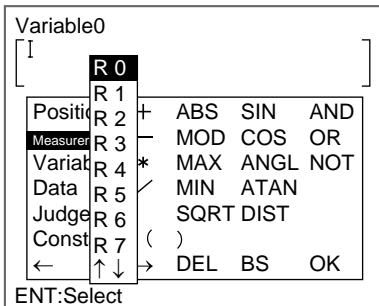 Variable0
[I ]
R 0
R 1
R 2
R 3
R 4
R 5
R 6
R 7
↑↓
Positi + ABS SIN AND
Measurer − MOD COS OR
Variab * MAX ANGL NOT
Data / MIN ATAN
Judge SQRT DIST
Const ( )
← → DEL BS OK
ENT:Select